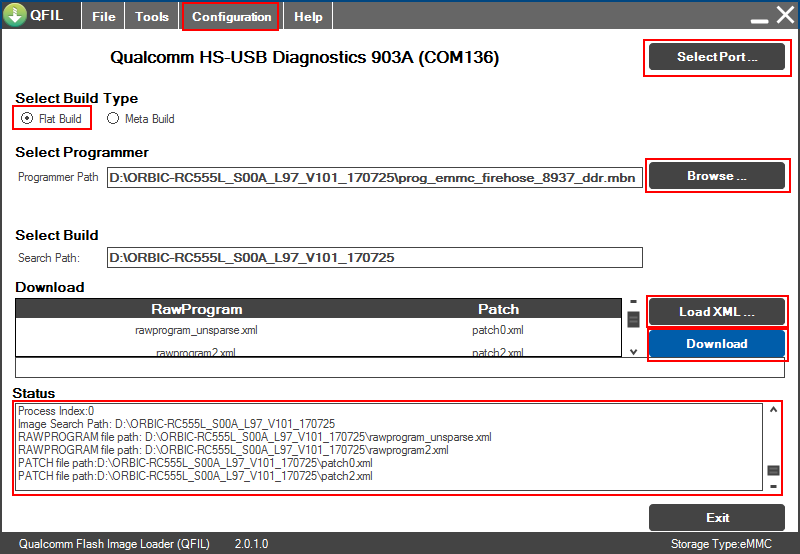 QFIL File Tools Configuration Help
Qualcomm HS-USB Diagnostics 903A (COM136)
Select Port ...
Select Build Type
Flat Build Meta Build
Select Programmer
Programmer Path D:\ORBIC-RC555L_S00A_L97_V101_170725\prog_emmc_firehose_8937_ddr.mbn Browse ...
Select Build
Search Path: D:\ORBIC-RC555L_S00A_L97_V101_170725
Download
RawProgram Patch
Load XML ...
rawprogram_unsparse.xml patch0.xml
Download
rawprogram2.xml patch2.xml
Status
Process Index:0
Image Search Path: D:\ORBIC-RC555L_S00A_L97_V101_170725
RAWPROGRAM file path: D:\ORBIC-RC555L_S00A_L97_V101_170725\rawprogram_unsparse.xml
RAWPROGRAM file path: D:\ORBIC-RC555L_S00A_L97_V101_170725\rawprogram2.xml
PATCH file path:D:\ORBIC-RC555L_S00A_L97_V101_170725\patch0.xml
PATCH file path:D:\ORBIC-RC555L_S00A_L97_V101_170725\patch2.xml
Exit
Qualcomm Flash Image Loader (QFIL) 2.0.1.0 Storage Type:eMMC